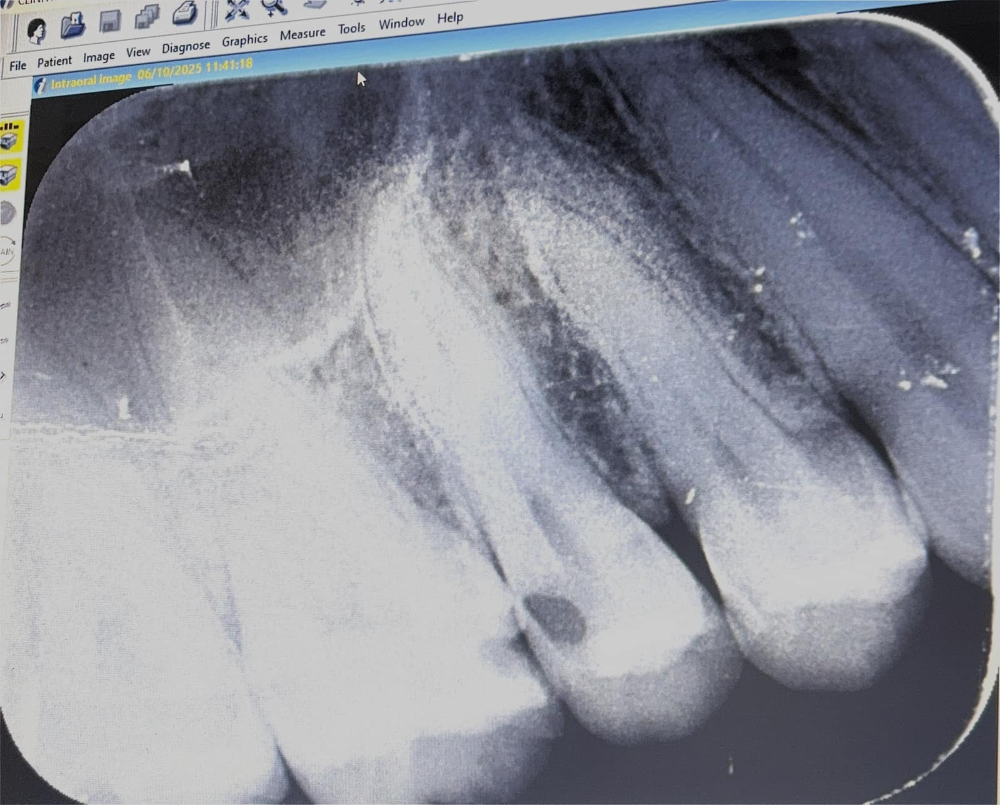 File Patient Image View Diagnose Graphics Measure Tools Window Help
Intraoral image 06/10/2025 11:41:18